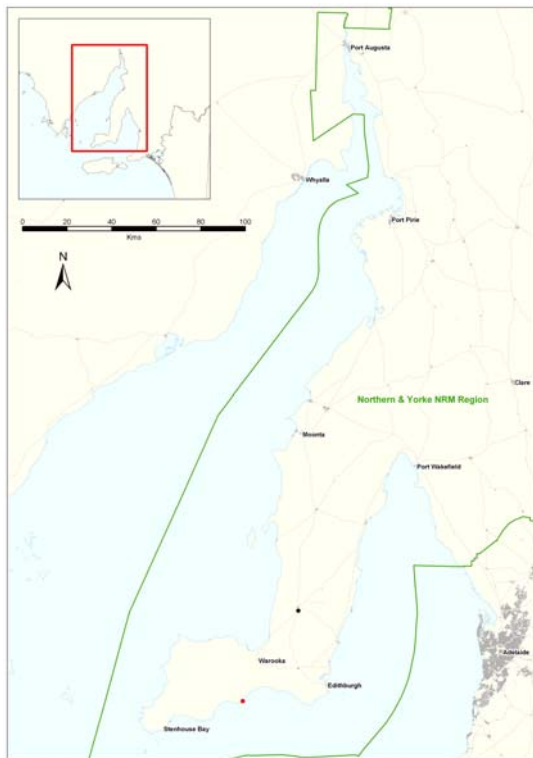 Port Augusta
Whyalla
0 20 40 60 80 100
Kms
N
Port Pirie
Clare
Northern & Yorke NRM Region
Moonta
Port Wakefield
Adelaide
Warooka
Edithburgh
Stenhouse Bay